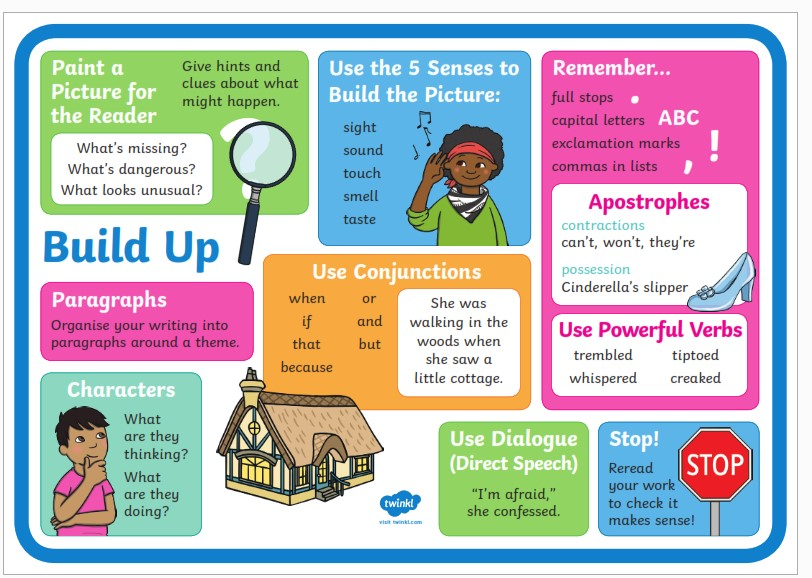 Paint a
Picture for
the Reader
Give hints and
clues about what
might happen.
What's missing?
What's dangerous?
What looks unusual?
Use the 5 Senses to
Build the Picture:
sight
sound
touch
smell
taste
Remember...
full stops .
capital letters ABC
exclamation marks !
commas in lists ,
Apostrophes
contractions
can't, won't, they're
possession
Cinderella's slipper
Use Powerful Verbs
trembled tiptoed
whispered creaked
Build Up
Paragraphs
Organise your writing into
paragraphs around a theme.
Use Conjunctions
when or
if and
that but
because
She was
walking in the
woods when
she saw a
little cottage.
Characters
What
are they
thinking?
What
are they
doing?
twinkl
visit twinkl.com
Use Dialogue
(Direct Speech)
"I'm afraid,"
she confessed.
Stop!
Reread
your work
to check it
makes sense!
STOP